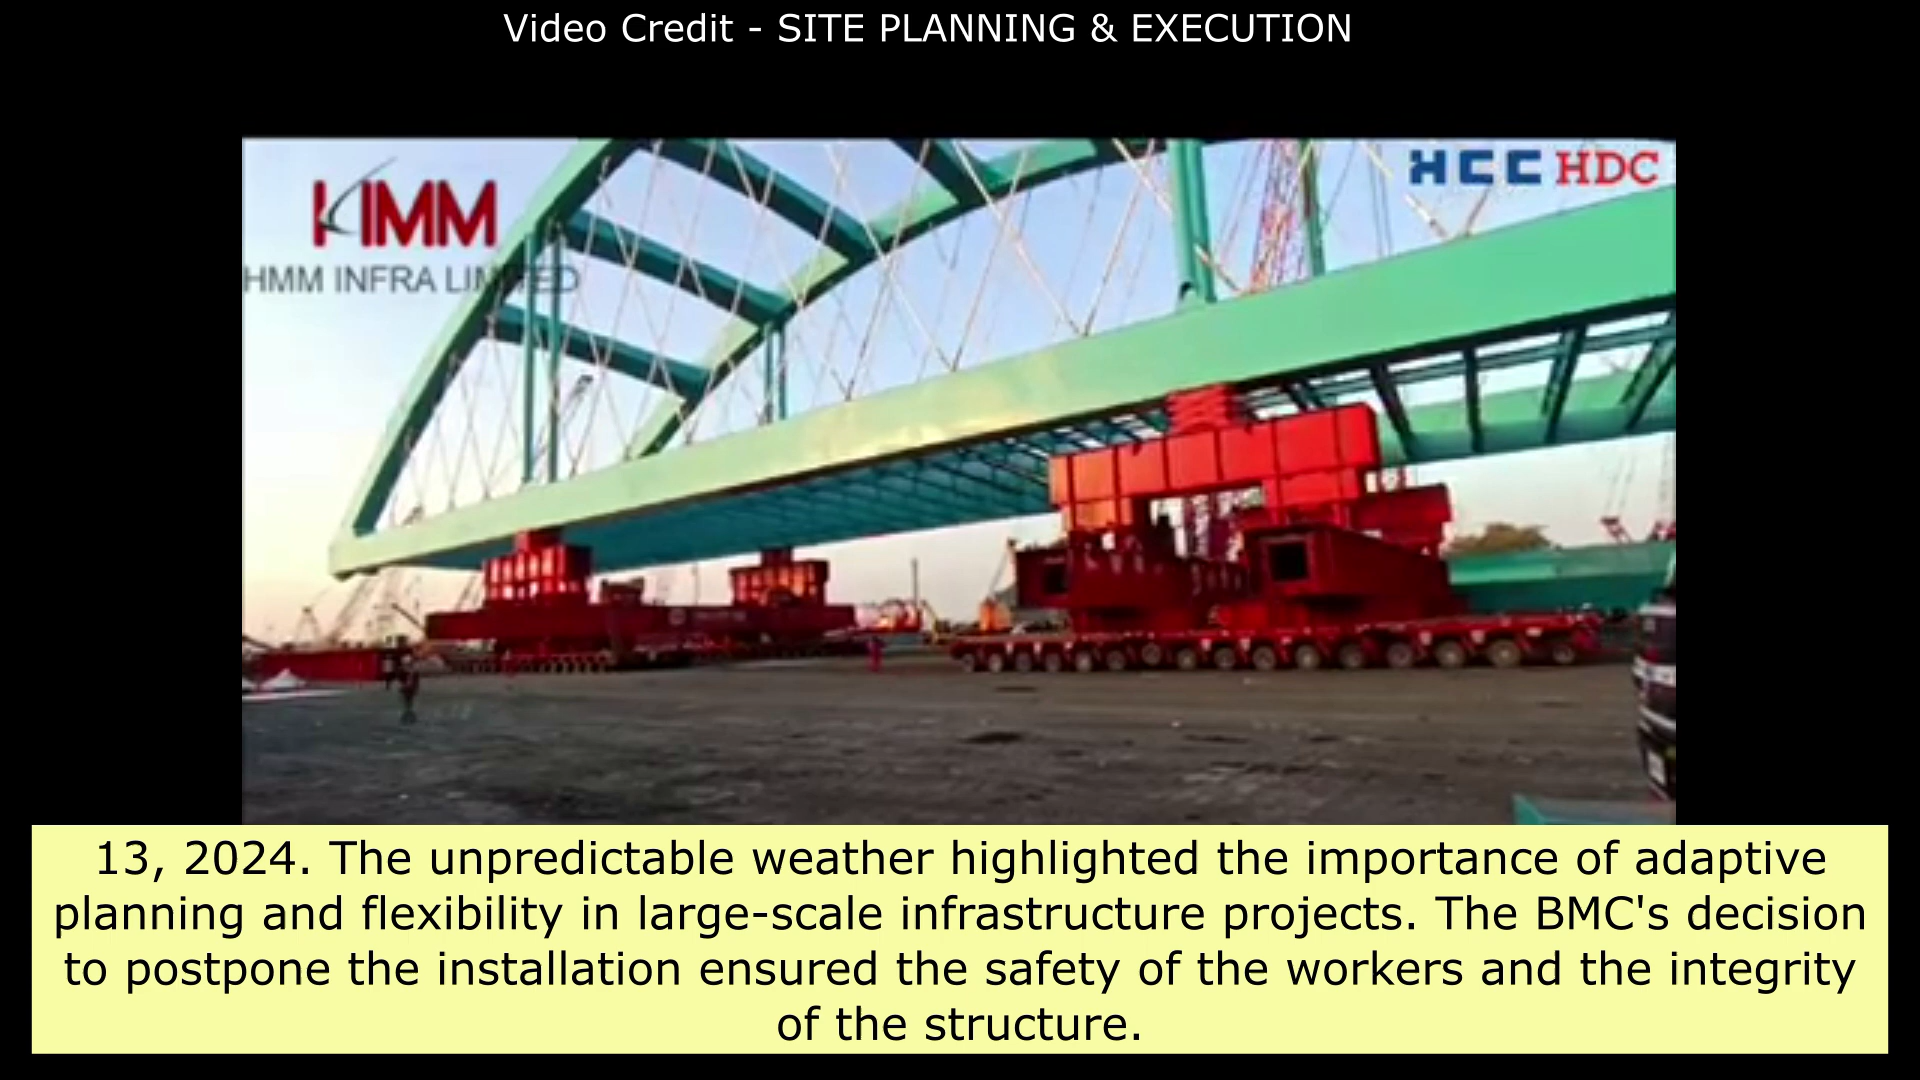 Video Credit - SITE PLANNING & EXECUTION
HMM
HCC HDC
HMM INFRA LIMITED
13, 2024. The unpredictable weather highlighted the importance of adaptive
planning and flexibility in large-scale infrastructure projects. The BMC's decision
to postpone the installation ensured the safety of the workers and the integrity
of the structure.